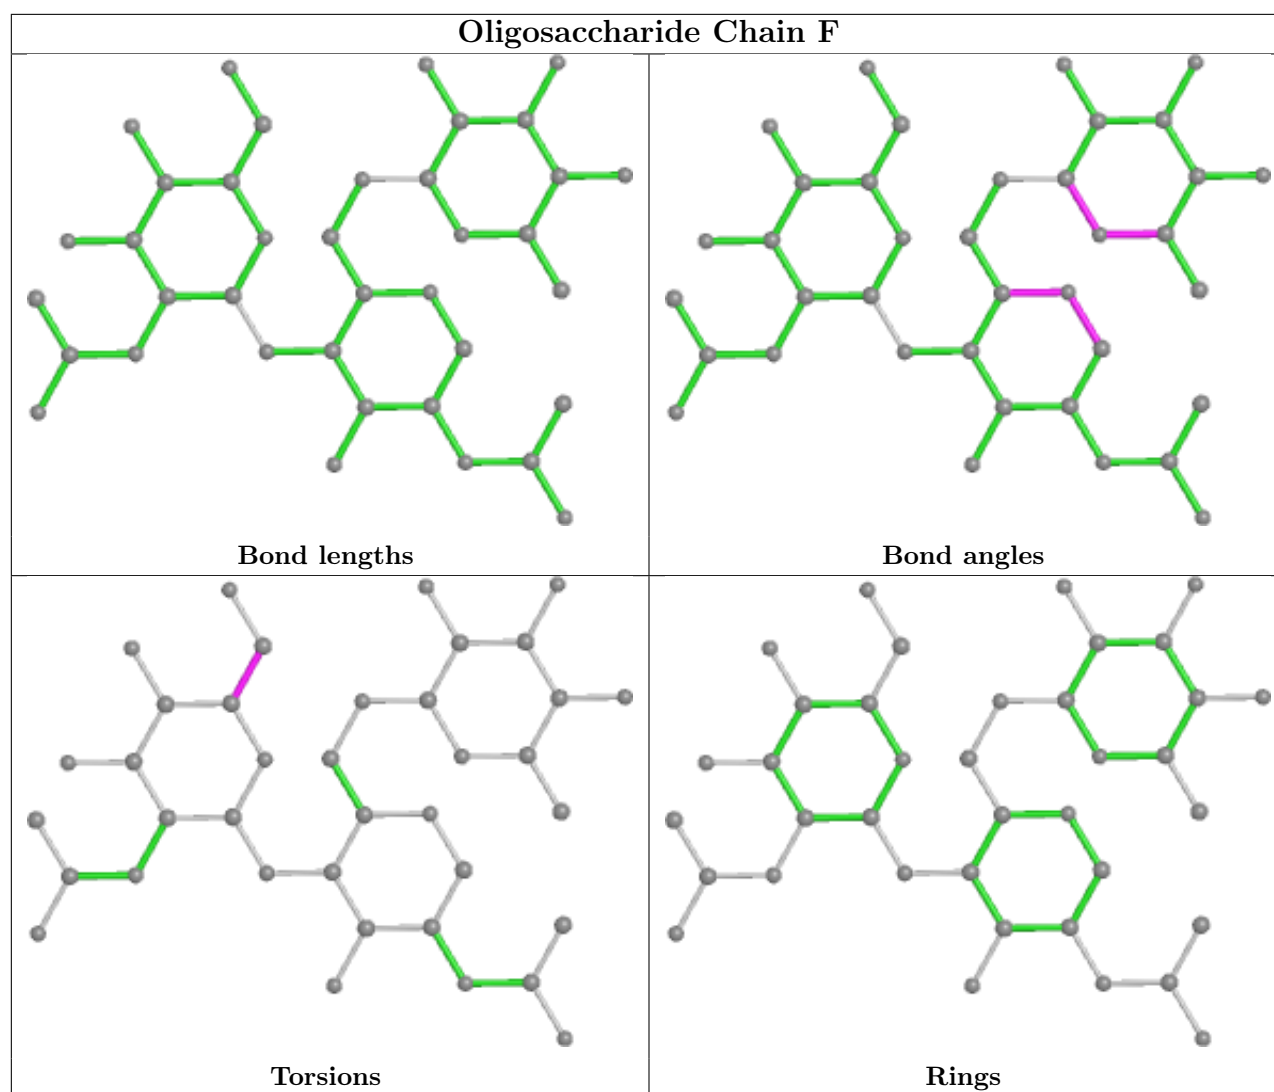 Oligosaccharide Chain F
Bond lengths
Bond angles
Torsions
Rings